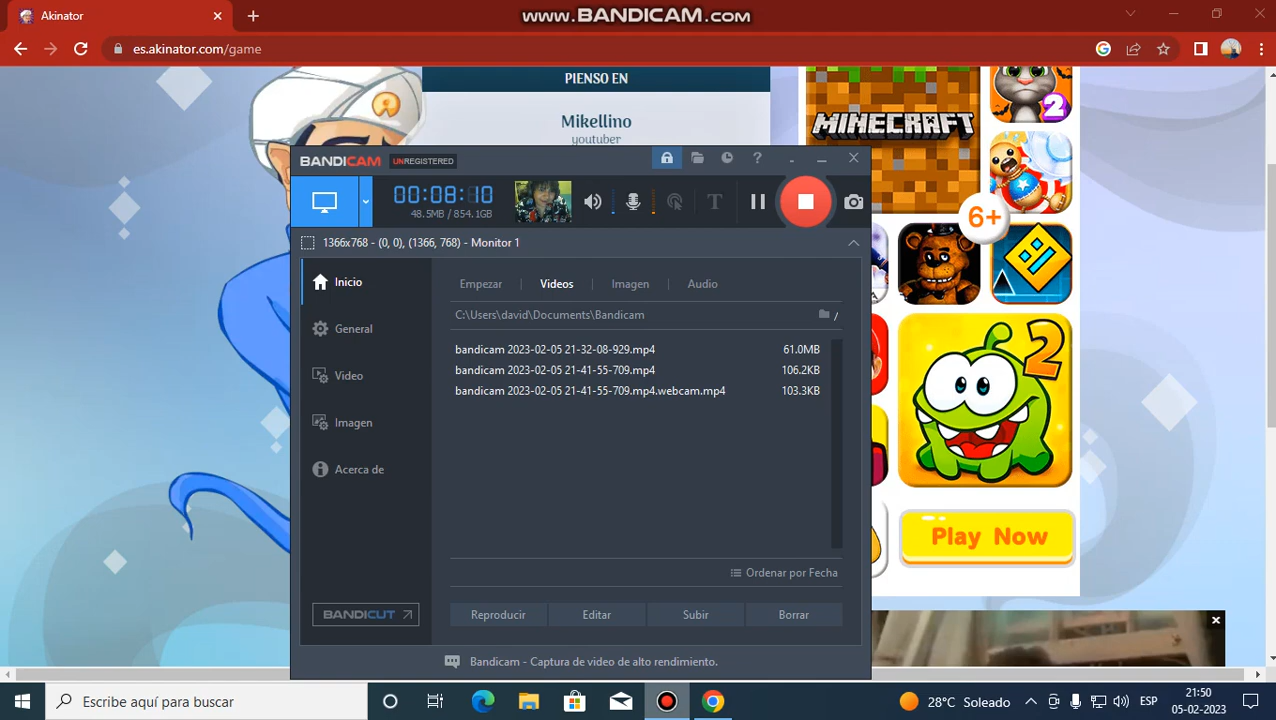 Akinator
www.BANDICAM.com
es.akinator.com/game
PIENSO EN
Mikellino
youtuber
MINECRAFT
2
6+
2
Play Now
BANDICAM UNREGISTERED
00:08:10
48.5MB / 854.1GB
T
1366x768 - (0, 0), (1366, 768) - Monitor 1
Inicio
General
Video
Imagen
Acerca de
BANDICUT
Empezar
Videos
Imagen
Audio
C:\Users\david\Documents\Bandicam
/
bandicam 2023-02-05 21-32-08-929.mp4 61.0MB
bandicam 2023-02-05 21-41-55-709.mp4 106.2KB
bandicam 2023-02-05 21-41-55-709.mp4.webcam.mp4 103.3KB
Ordenar por Fecha
Reproducir
Editar
Subir
Borrar
Bandicam - Captura de video de alto rendimiento.
Escribe aquí para buscar
28°C Soleado
ESP
21:50
05-02-2023